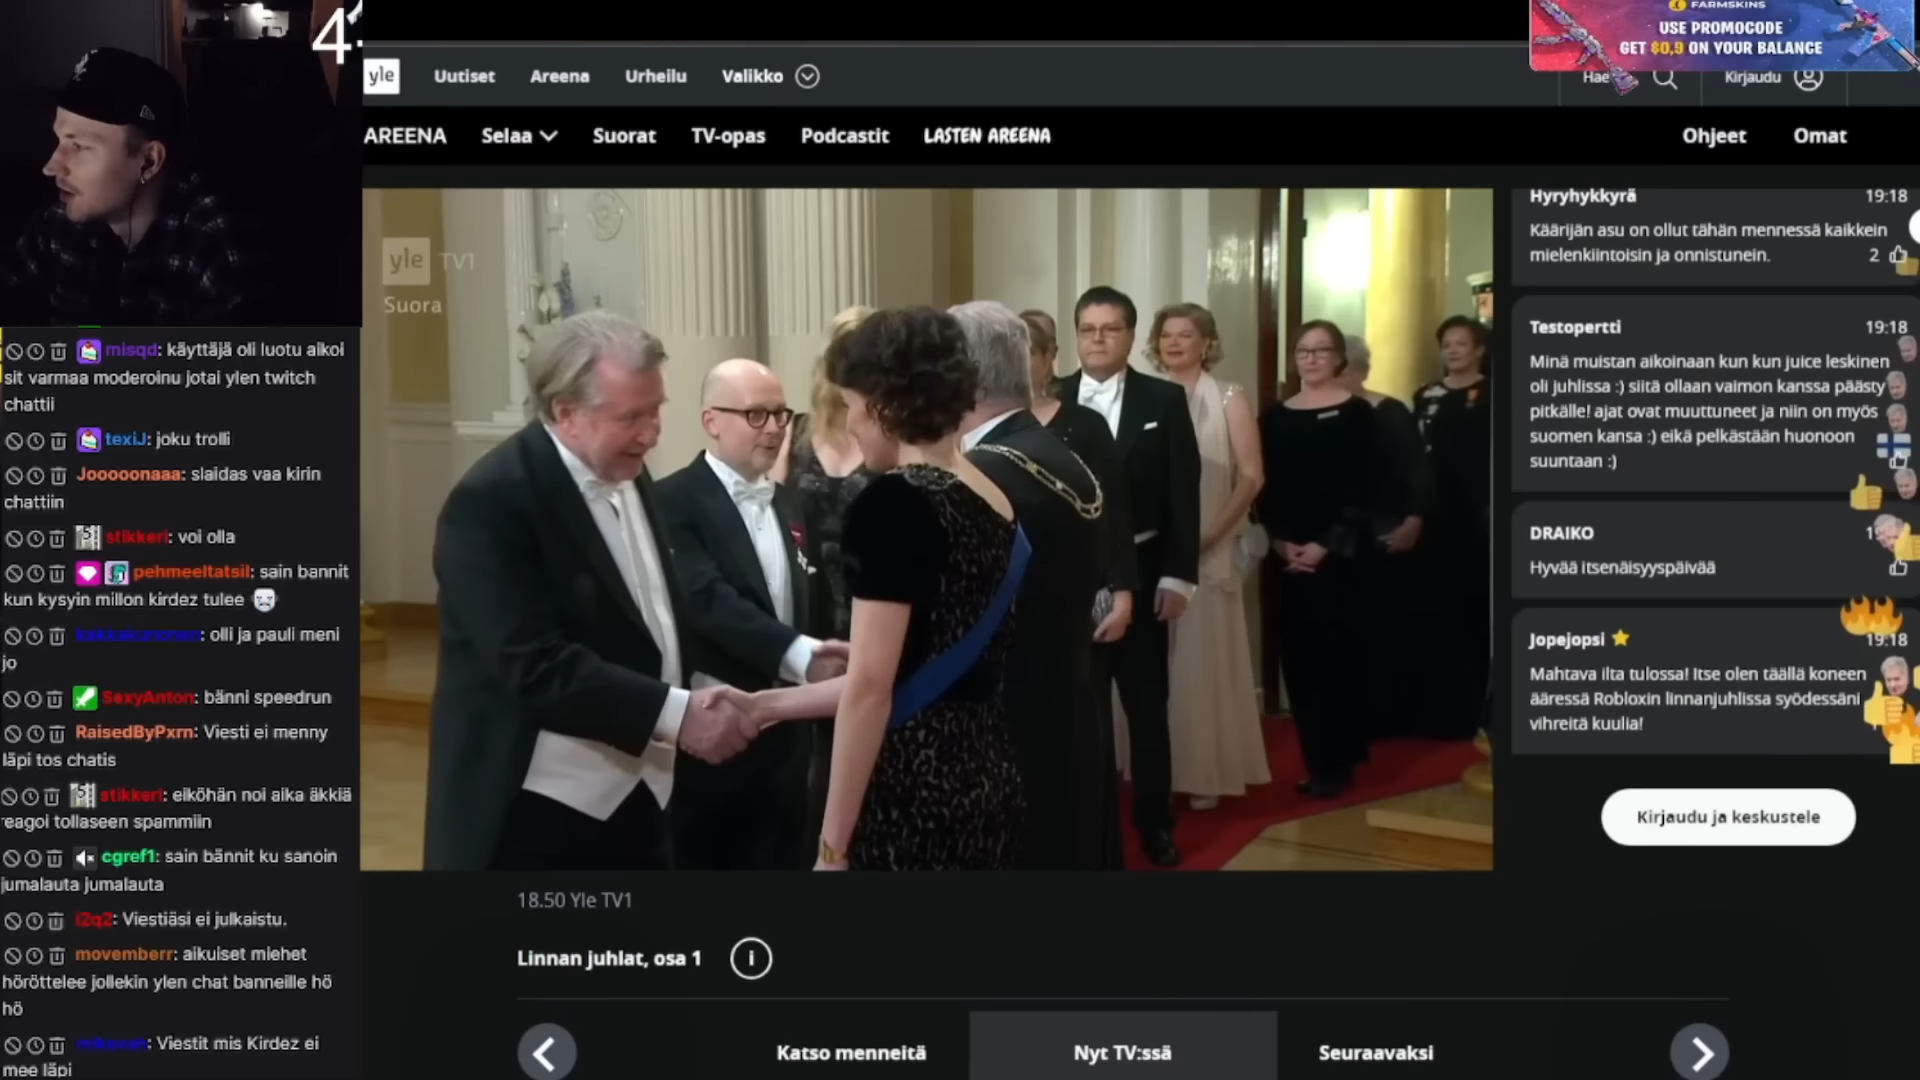 yle
Uutiset
Areena
Urheilu
Valikko
Hae
Kirjaudu
FARMSKINS
USE PROMOCODE
GET $0,9 ON YOUR BALANCE
AREENA
Selaa
Suorat
TV-opas
Podcastit
LASTEN AREENA
Ohjeet
Omat
yle TV1
Suora
misqd: käyttäjä oli luotu aikoi
sit varmaa moderoinu jotai ylen twitch
chattii
texiJ: joku trolli
Jooooonaaa: slaidas vaa kirin
chattiin
stikkeri: voi olla
pehmeeltatsil: sain bannit
kun kysyin millon kirdez tulee
: olli ja pauli meni
jo
SexyAnton: bänni speedrun
RaisedByPxrn: Viesti ei menny
läpi tos chatis
stikkeri: eiköhän noi aika äkkiä
reagoi tollaseen spammiin
cgref1: sain bännit ku sanoin
jumalauta jumalauta
i2q2: Viestiäsi ei julkaistu.
movemberr: aikuiset miehet
höröttelee jollekin ylen chat banneille hö
hö
: Viestit mis Kirdez ei
mee läpi
Hyryhykkyrä 19:18
Käärijän asu on ollut tähän mennessä kaikkein
mielenkiintoisin ja onnistunein. 2
Testopertti 19:18
Minä muistan aikoinaan kun kun juice leskinen
oli juhlissa :) siitä ollaan vaimon kanssa päästy
pitkälle! ajat ovat muuttuneet ja niin on myös
suomen kansa :) eikä pelkästään huonoon
suuntaan :)
DRAIKO
Hyvää itsenäisyyspäivää
Jopejopsi 19:18
Mahtava ilta tulossa! Itse olen täällä koneen
ääressä Robloxin linnanjuhlissa syödessäni
vihreitä kuulia!
Kirjaudu ja keskustele
18.50 Yle TV1
Linnan juhlat, osa 1
Katso menneitä
Nyt TV:ssä
Seuraavaksi